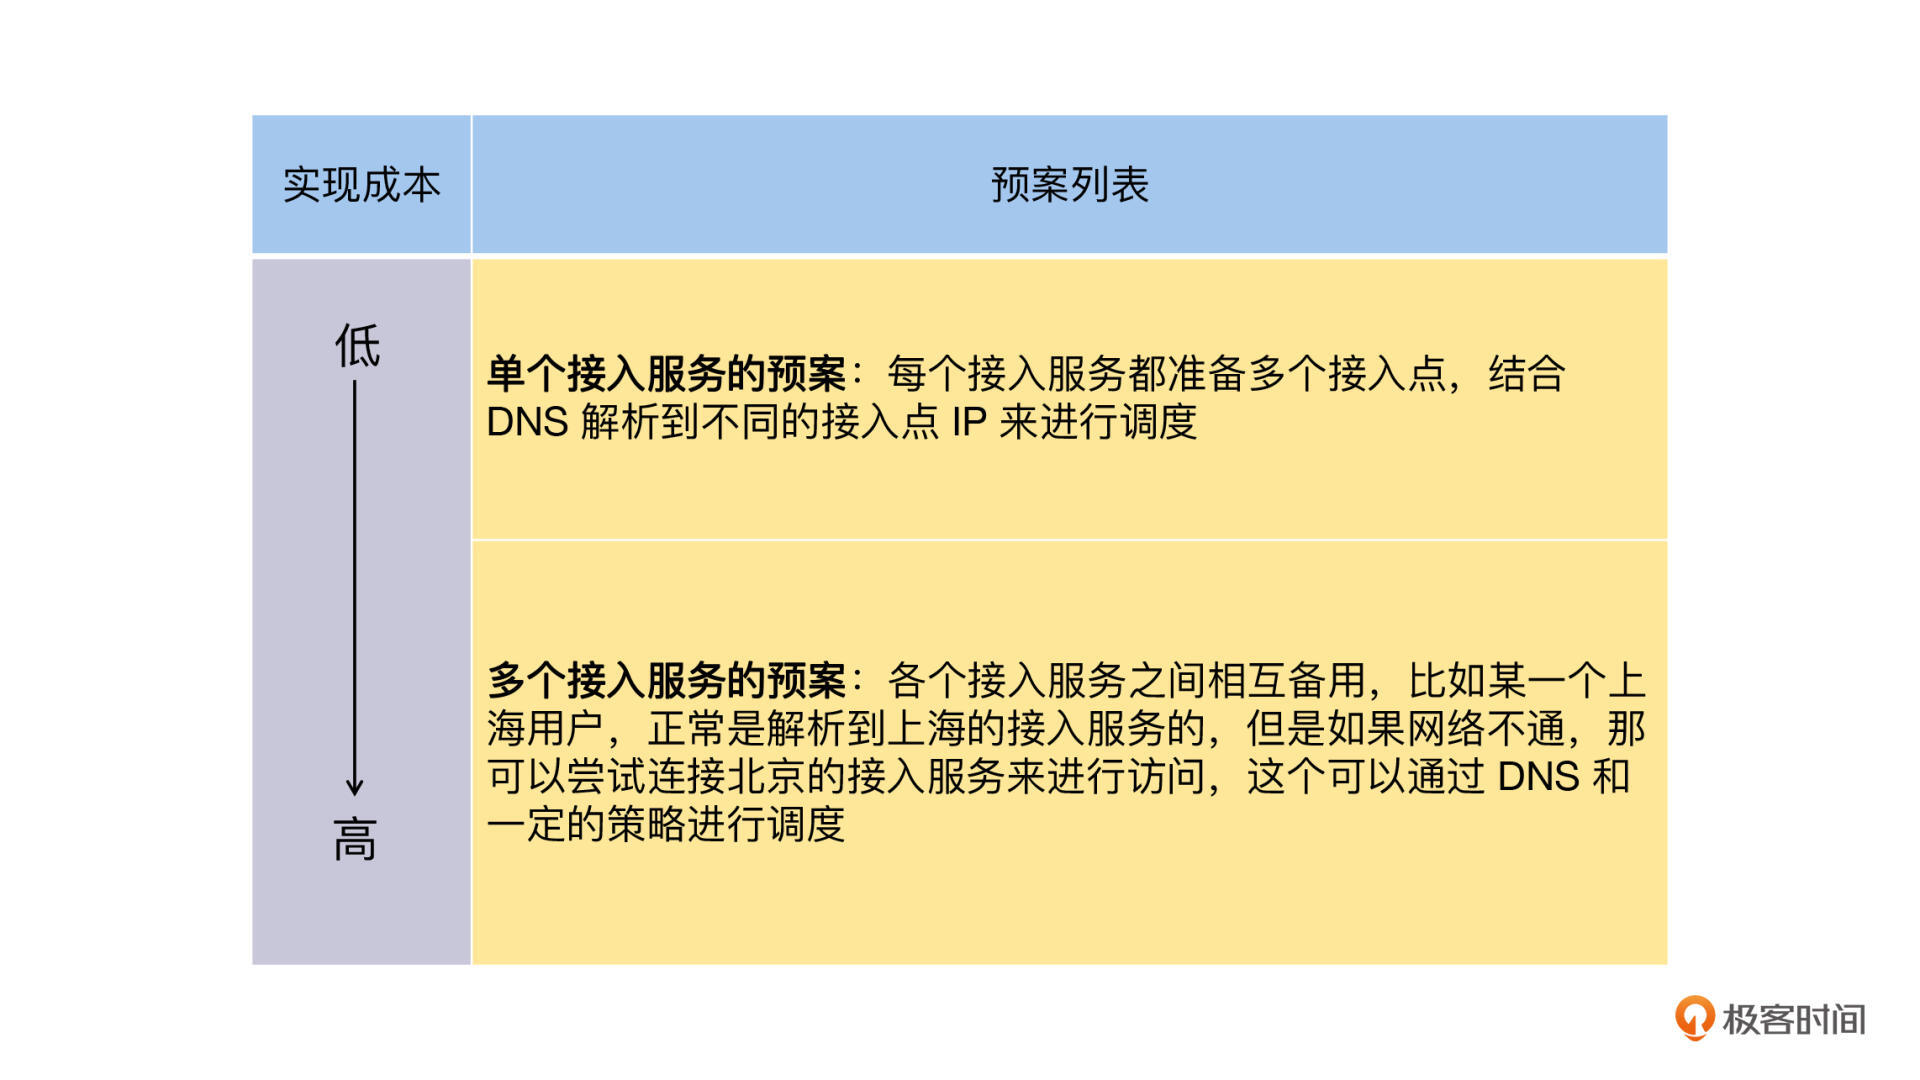 实现成本
预案列表
低
高
单个接入服务的预案：每个接入服务都准备多个接入点，结合
DNS 解析到不同的接入点 IP 来进行调度
多个接入服务的预案：各个接入服务之间相互备用，比如某一个上
海用户，正常是解析到上海的接入服务的，但是如果网络不通，那
可以尝试连接北京的接入服务来进行访问，这个可以通过 DNS 和
一定的策略进行调度
极客时间